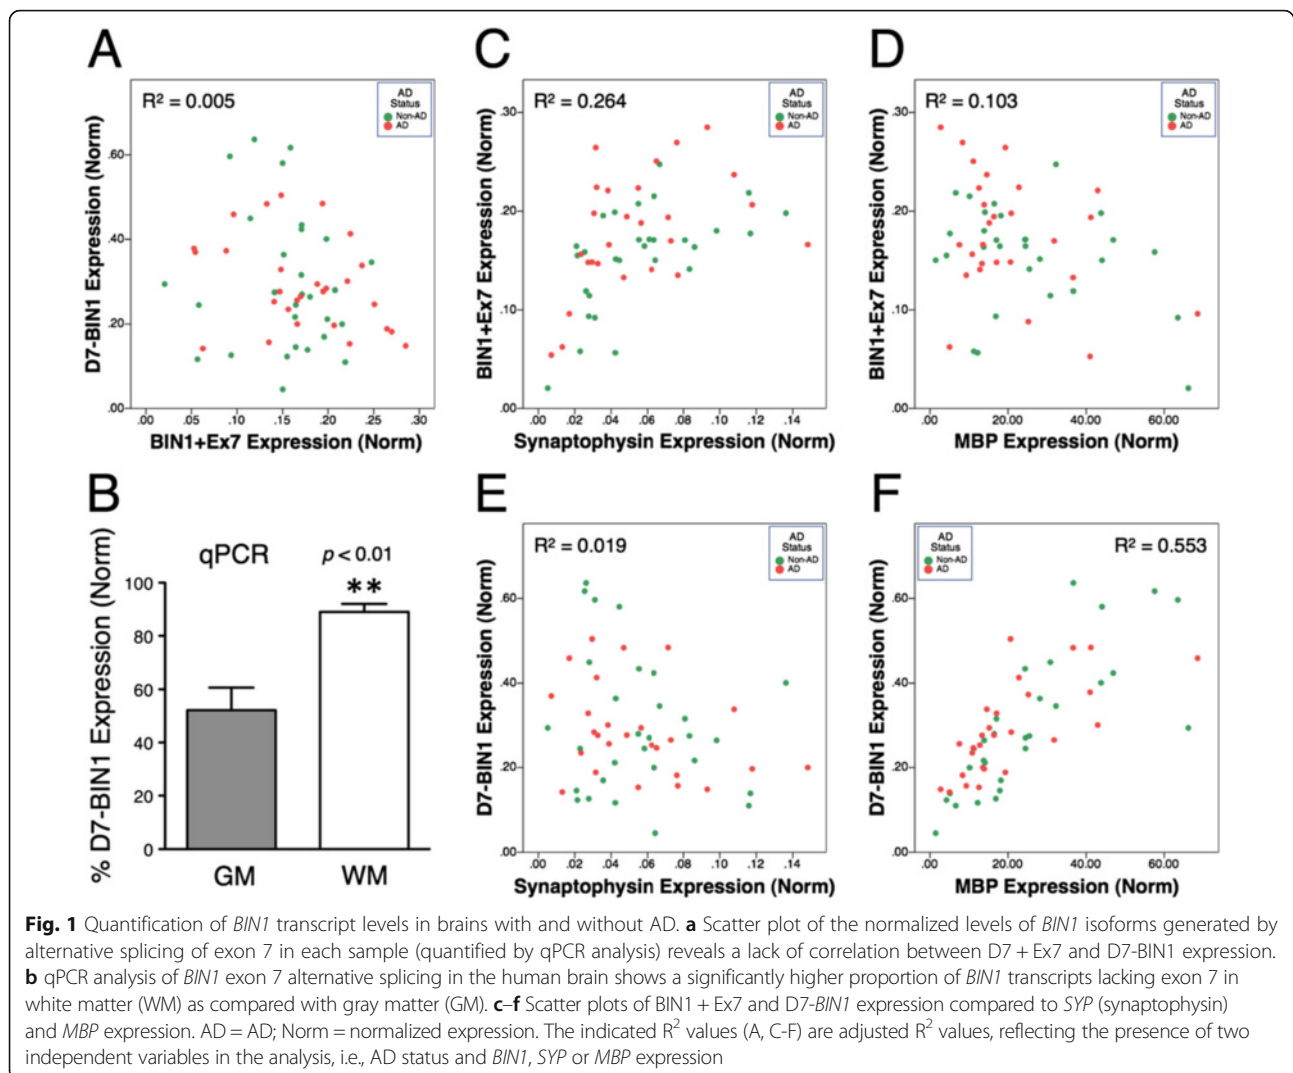 A
R² = 0.005
AD
Status
Non-AD
AD
D7-BIN1 Expression (Norm)
.60
.40
.20
.00
.00 .05 .10 .15 .20 .25 .30
BIN1+Ex7 Expression (Norm)
C
R² = 0.264
AD
Status
Non-AD
AD
BIN1+Ex7 Expression (Norm)
.30
.20
.10
.00
.00 .02 .04 .06 .08 .10 .12 .14
Synaptophysin Expression (Norm)
D
R² = 0.103
AD
Status
Non-AD
AD
BIN1+Ex7 Expression (Norm)
.30
.20
.10
.00
.00 20.00 40.00 60.00
MBP Expression (Norm)
B
qPCR
p < 0.01
**
% D7-BIN1 Expression (Norm)
100
80
60
40
20
0
GM WM
E
R² = 0.019
AD
Status
Non-AD
AD
D7-BIN1 Expression (Norm)
.60
.40
.20
.00
.00 .02 .04 .06 .08 .10 .12 .14
Synaptophysin Expression (Norm)
F
AD
Status
Non-AD
AD
R² = 0.553
D7-BIN1 Expression (Norm)
.60
.40
.20
.00
.00 20.00 40.00 60.00
MBP Expression (Norm)
Fig. 1 Quantification of BIN1 transcript levels in brains with and without AD. a Scatter plot of the normalized levels of BIN1 isoforms generated by
alternative splicing of exon 7 in each sample (quantified by qPCR analysis) reveals a lack of correlation between D7 + Ex7 and D7-BIN1 expression.
b qPCR analysis of BIN1 exon 7 alternative splicing in the human brain shows a significantly higher proportion of BIN1 transcripts lacking exon 7 in
white matter (WM) as compared with gray matter (GM). c–f Scatter plots of BIN1 + Ex7 and D7-BIN1 expression compared to SYP (synaptophysin)
and MBP expression. AD = AD; Norm = normalized expression. The indicated R² values (A, C-F) are adjusted R² values, reflecting the presence of two
independent variables in the analysis, i.e., AD status and BIN1, SYP or MBP expression